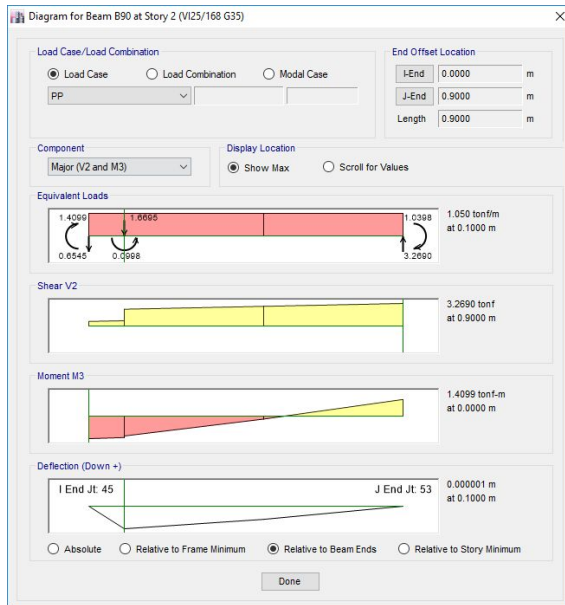 Diagram for Beam B90 at Story 2 (VI25/168 G35)
Load Case/Load Combination
Load Case Load Combination Modal Case
PP
End Offset Location
I-End 0.0000 m
J-End 0.9000 m
Length 0.9000 m
Component
Major (V2 and M3)
Display Location
Show Max Scroll for Values
Equivalent Loads
1.4099 1.6695 1.0398
0.6545 0.0998 3.2690
1.050 tonf/m
at 0.1000 m
Shear V2
3.2690 tonf
at 0.9000 m
Moment M3
1.4099 tonf-m
at 0.0000 m
Deflection (Down +)
I End Jt: 45 J End Jt: 53
0.000001 m
at 0.1000 m
Absolute Relative to Frame Minimum Relative to Beam Ends Relative to Story Minimum
Done